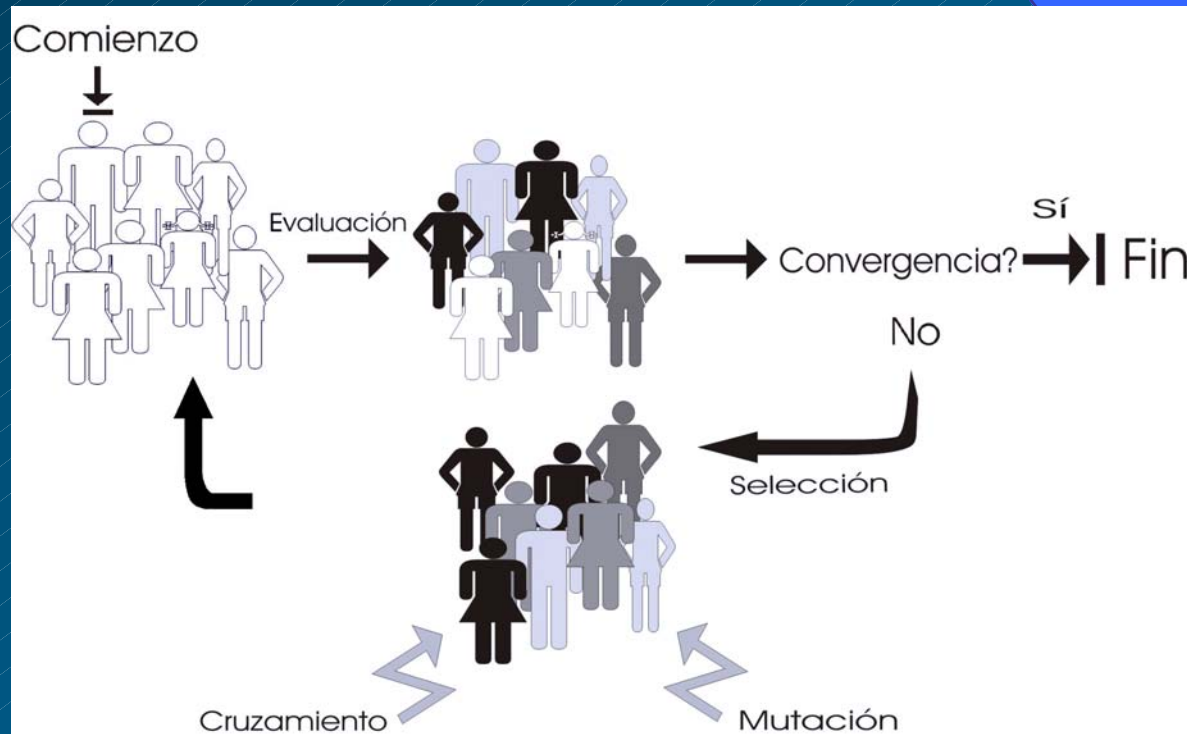 Comienzo
Evaluación
Convergencia?
Sí
Fin
No
Selección
Cruzamiento
Mutación